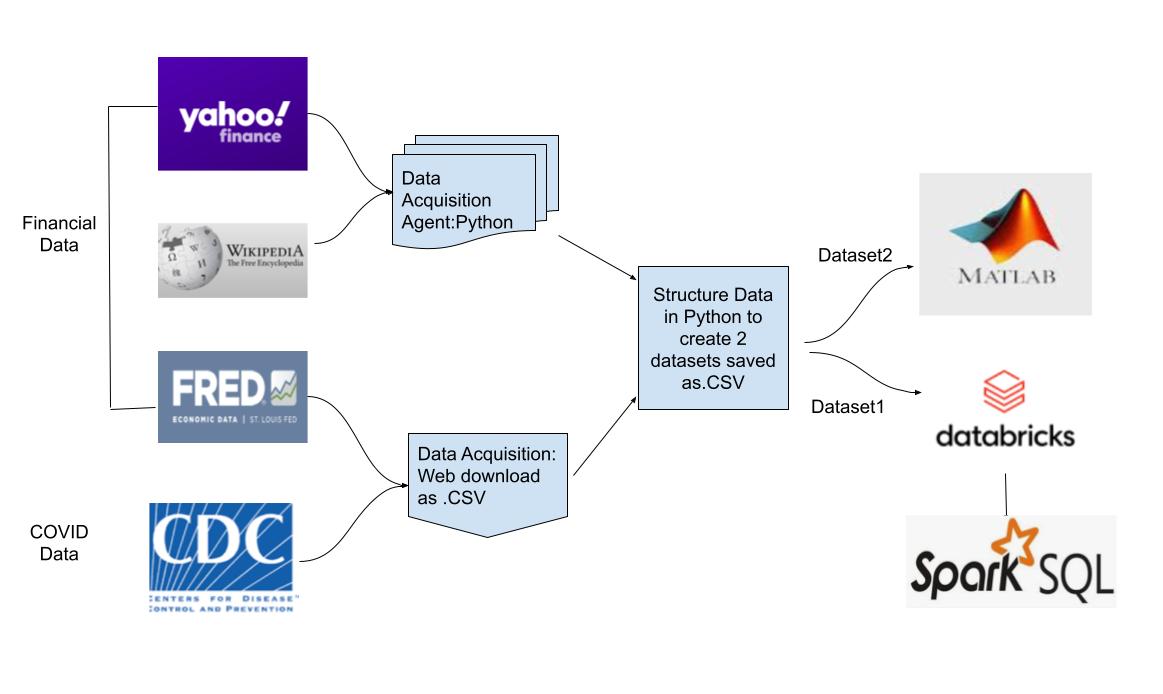 yahoo!
finance
Financial
Data
WIKIPEDIA
The Free Encyclopedia
FRED
ECONOMIC DATA | ST. LOUIS FED
COVID
Data
CDC
CENTERS FOR DISEASE™
CONTROL AND PREVENTION
Data
Acquisition
Agent:Python
Data Acquisition:
Web download
as .CSV
Structure Data
in Python to
create 2
datasets saved
as.CSV
Dataset2
Dataset1
MATLAB
databricks
Spark SQL